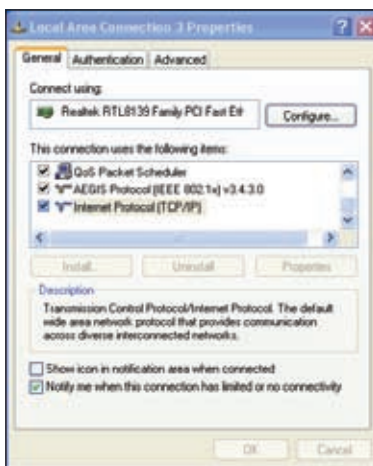 Local Area Connection 3 Properties
General Authentication Advanced
Connect using:
Realtek RTL8139 Family PCI Fast Eth
Configure...
This connection uses the following items:
QoS Packet Scheduler
AEGIS Protocol (IEEE 802.1x) v3.4.3.0
Internet Protocol (TCP/IP)
Install...
Uninstall
Properties
Description
Transmission Control Protocol/Internet Protocol. The default
wide area network protocol that provides communication
across diverse interconnected networks.
Show icon in notification area when connected
Notify me when this connection has limited or no connectivity
OK
Cancel